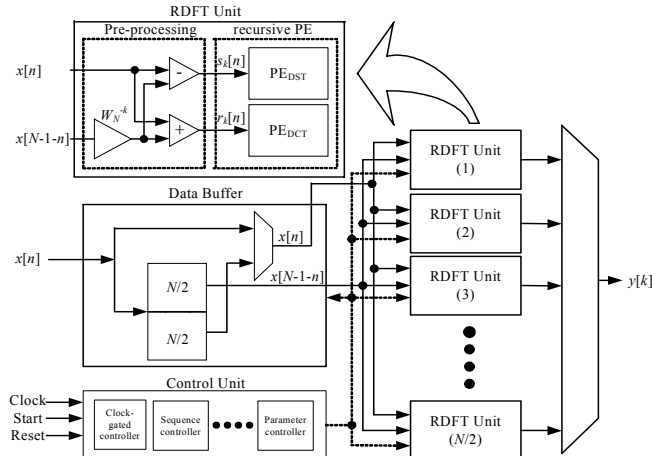 RDFT Unit
Pre-processing
recursive PE
x[n]
-
s_k[n]
PE_DST
W_N^-k
x[N-1-n]
+
r_k[n]
PE_DCT
Data Buffer
x[n]
x[n]
x[N-1-n]
N/2
N/2
Control Unit
Clock
Start
Reset
Clock-
gated
controller
Sequence
controller
Parameter
controller
RDFT Unit
(1)
RDFT Unit
(2)
RDFT Unit
(3)
RDFT Unit
(N/2)
y[k]